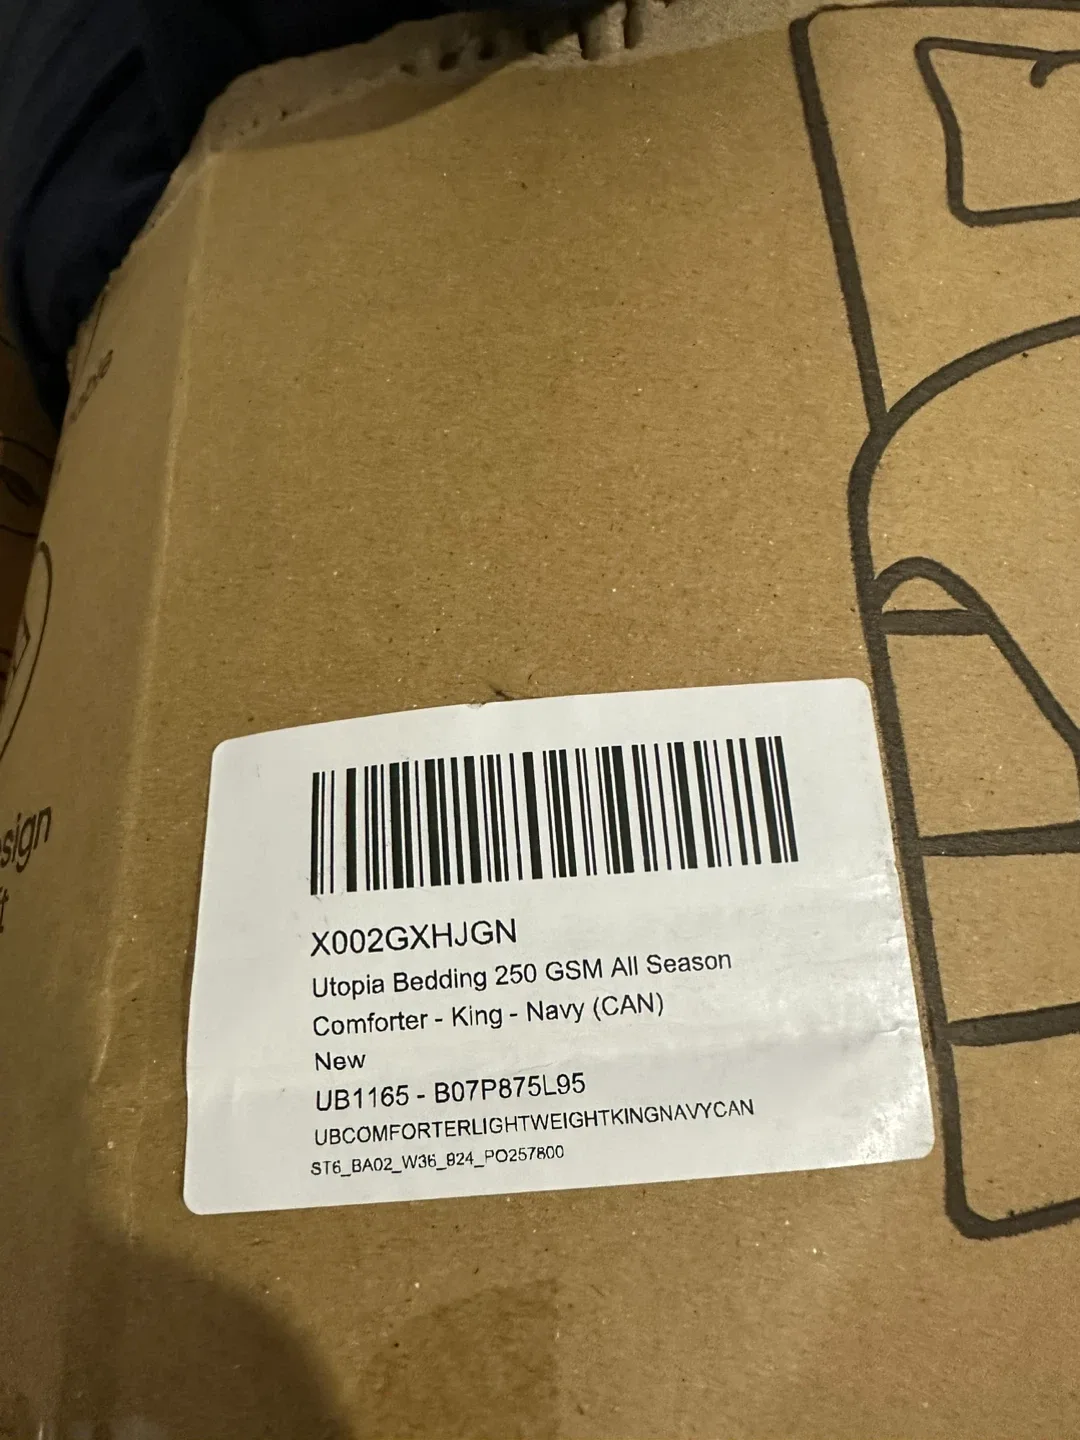 X002GXHJGN
Utopia Bedding 250 GSM All Season
Comforter - King - Navy (CAN)
New
UB1165 - B07P875L95
UBCOMFORTERLIGHTWEIGHTKINGNAVYCAN
ST6_BA02_W36_B24_PO257800